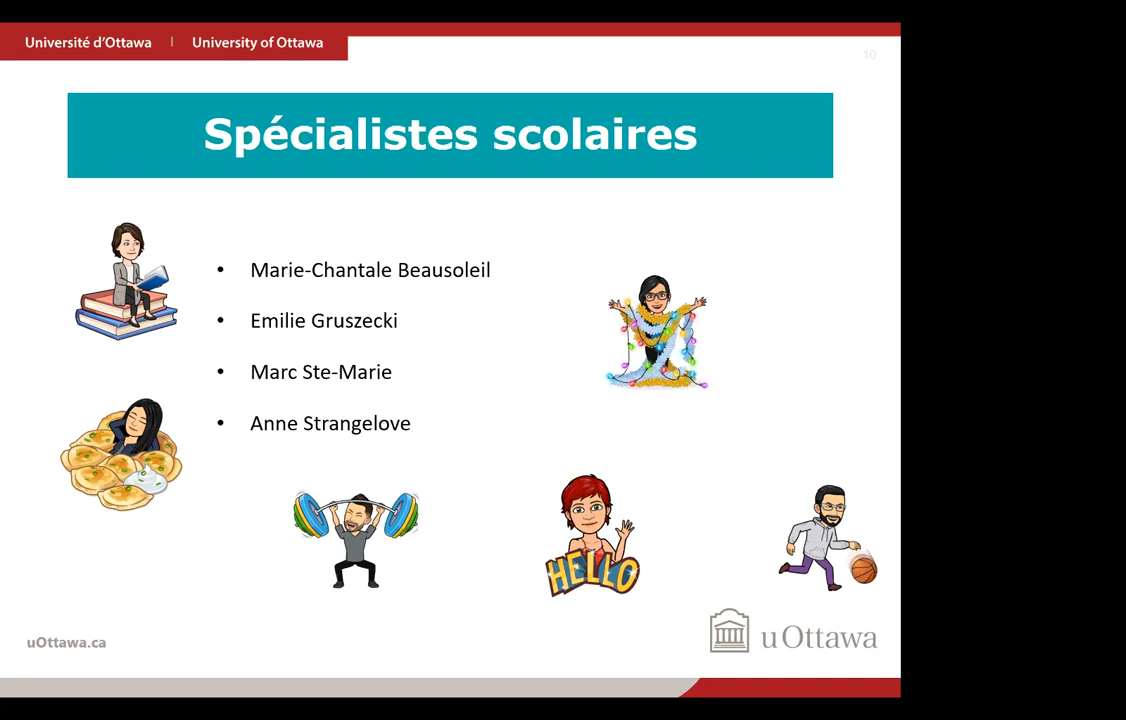 Université d'Ottawa | University of Ottawa
10
Spécialistes scolaires
• Marie-Chantale Beausoleil
• Emilie Gruszecki
• Marc Ste-Marie
• Anne Strangelove
HELLO
uOttawa.ca
uOttawa